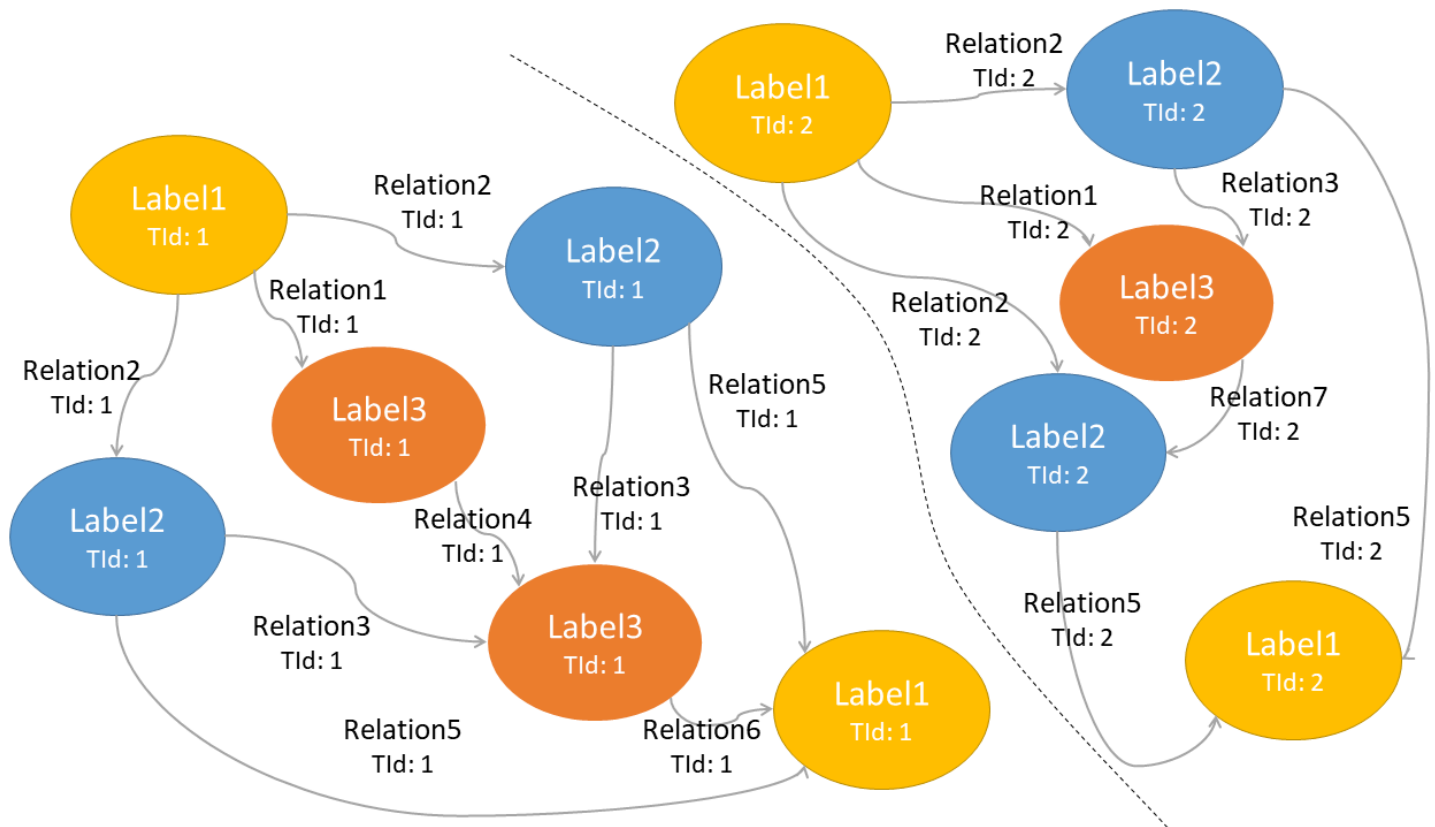 Label1
TId: 1
Relation2
TId: 1
Label2
TId: 1
Relation1
TId: 1
Relation2
TId: 1
Label3
TId: 1
Relation5
TId: 1
Label2
TId: 1
Relation4
TId: 1
Relation3
TId: 1
Relation3
TId: 1
Label3
TId: 1
Relation5
TId: 1
Relation6
TId: 1
Label1
TId: 1
Label1
TId: 2
Relation2
TId: 2
Label2
TId: 2
Relation1
TId: 2
Relation3
TId: 2
Relation2
TId: 2
Label3
TId: 2
Label2
TId: 2
Relation7
TId: 2
Relation5
TId: 2
Relation5
TId: 2
Label1
TId: 2